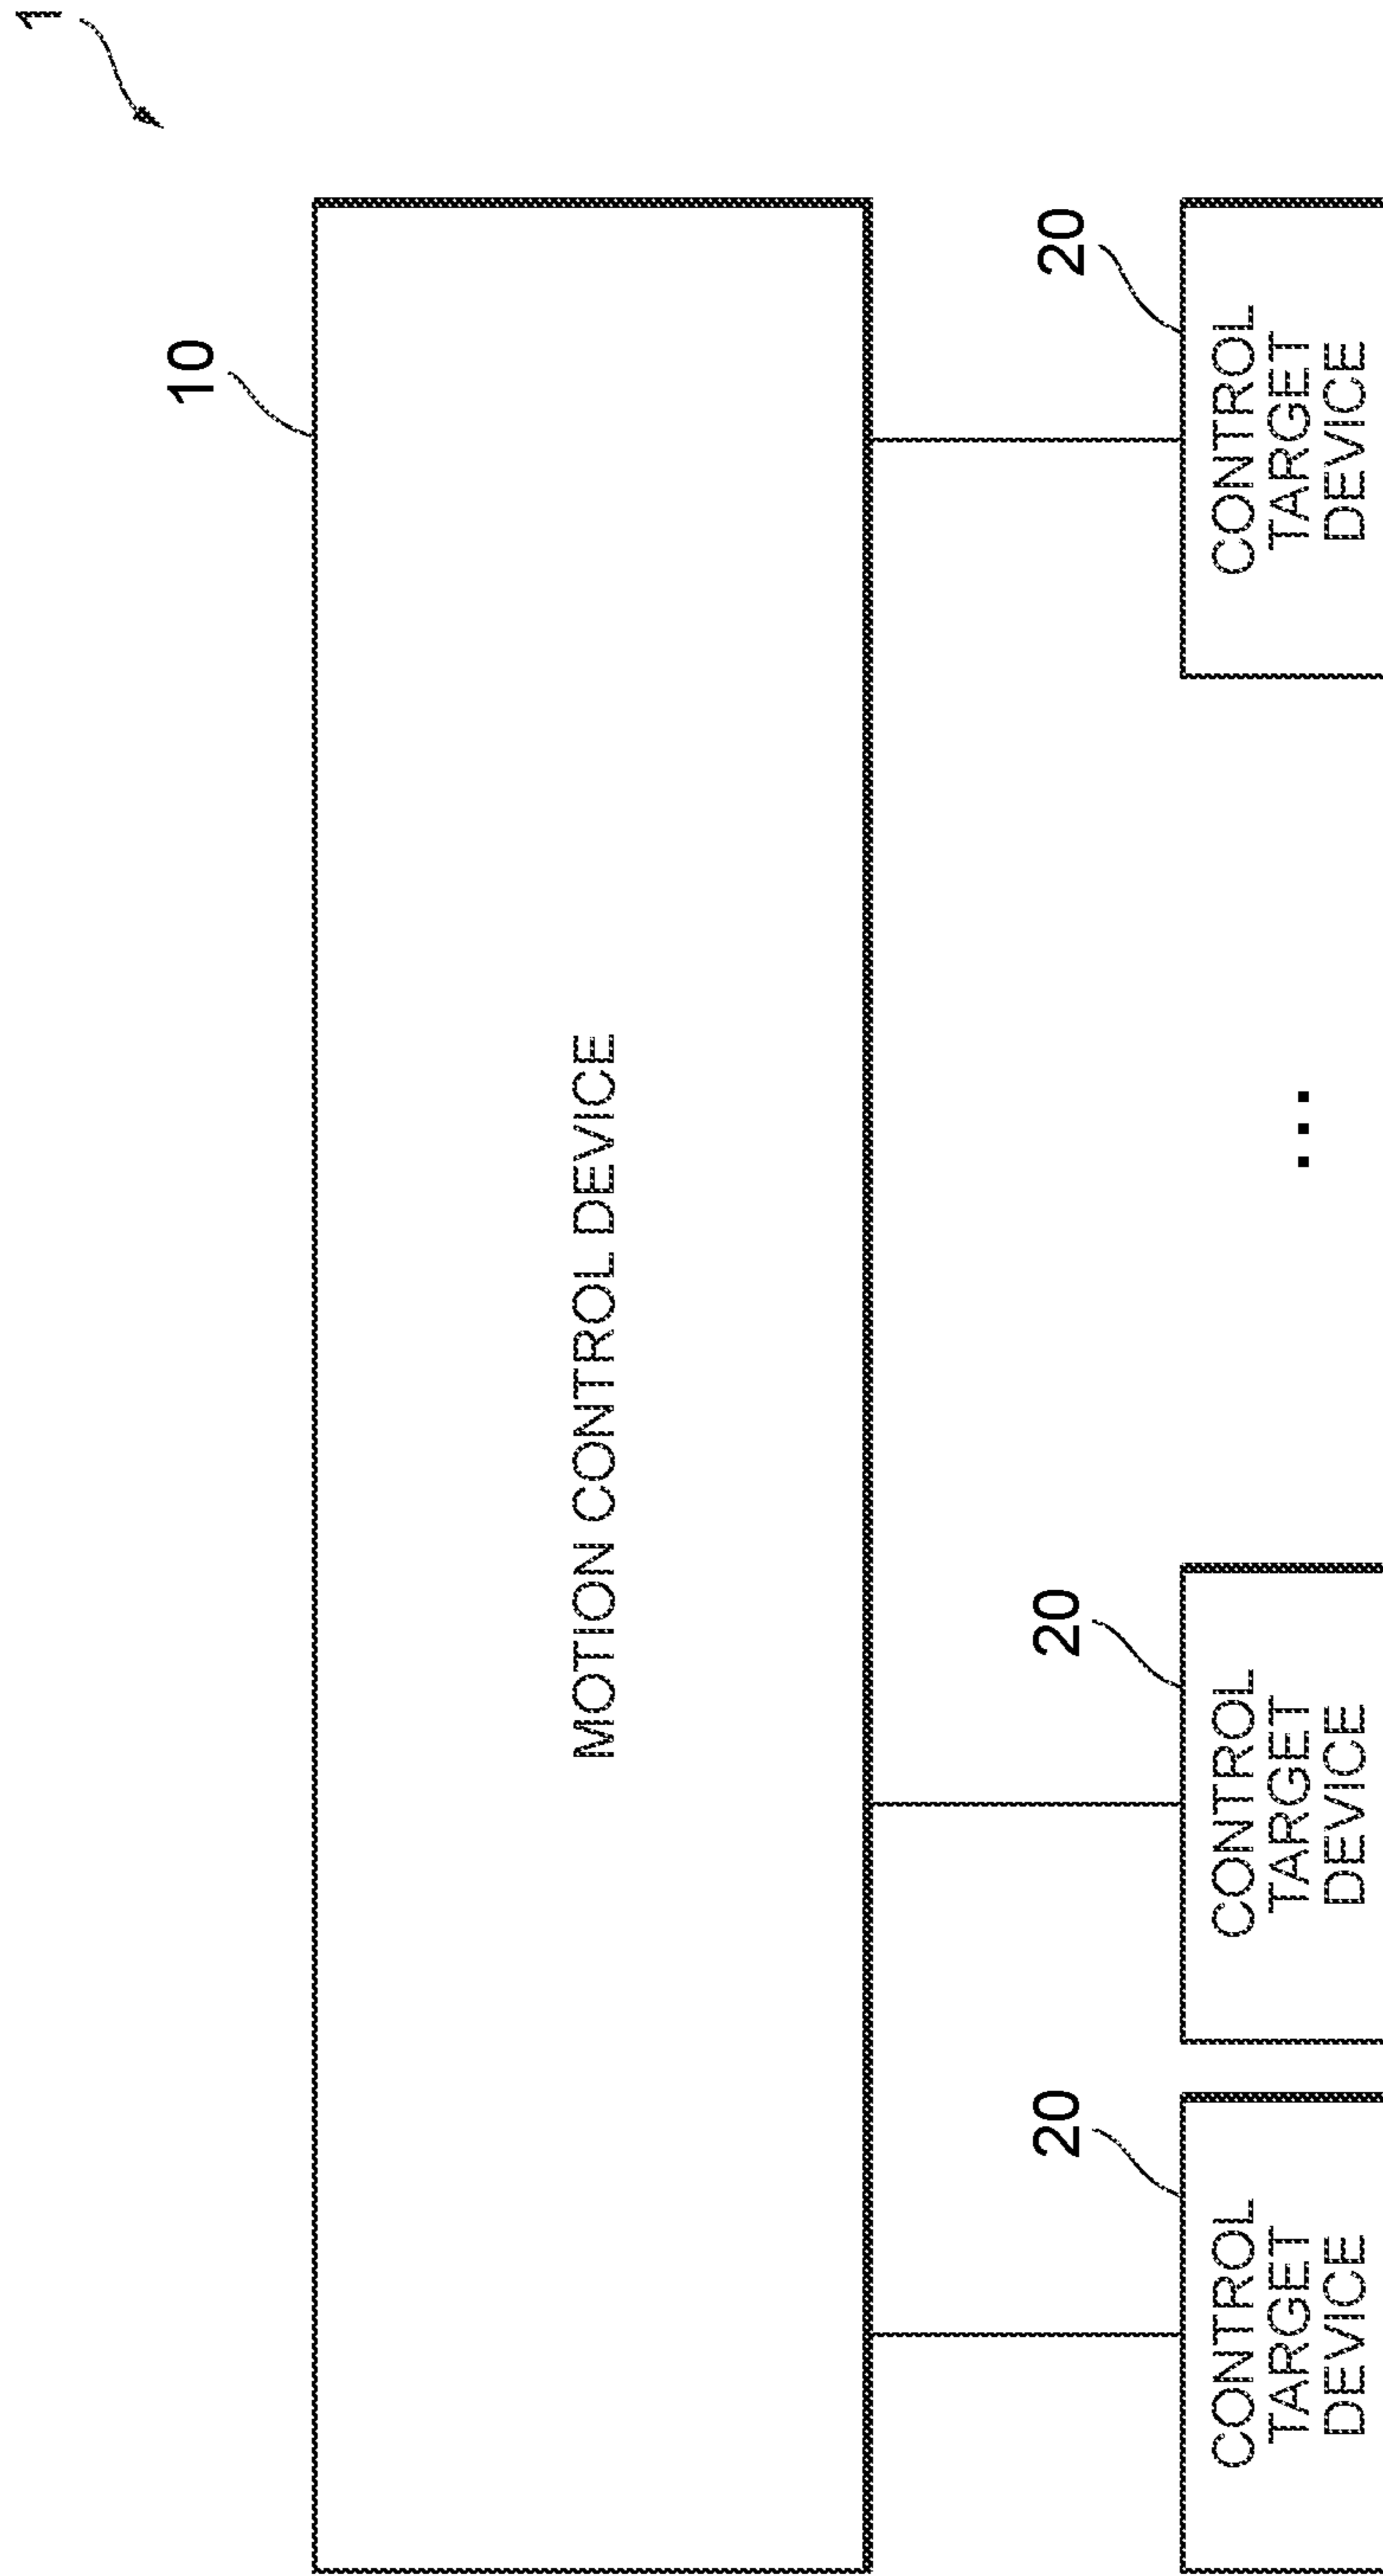 1
10
MOTION CONTROL DEVICE
20
20
20
CONTROL
TARGET
DEVICE
CONTROL
TARGET
DEVICE
...
CONTROL
TARGET
DEVICE